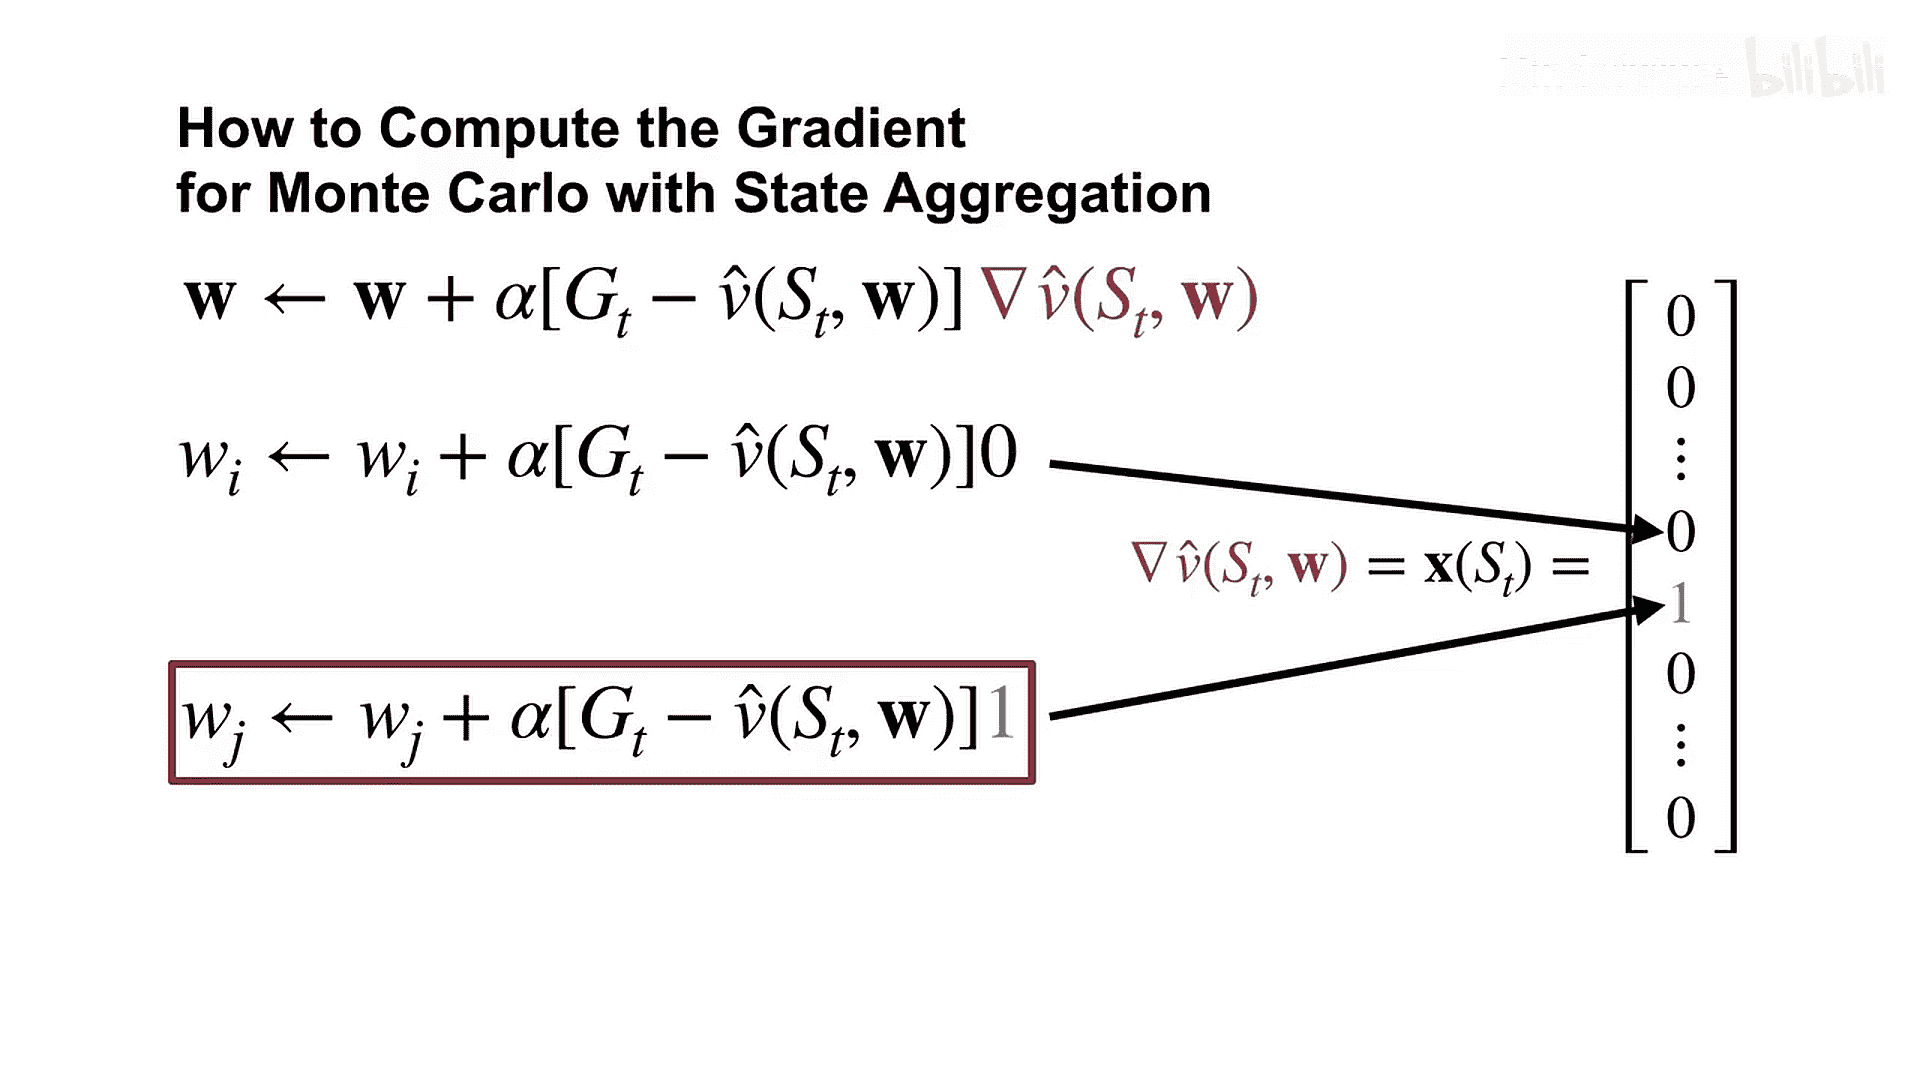 How to Compute the Gradient
for Monte Carlo with State Aggregation
w ← w + α[G_t − v̂(S_t, w)] ∇v̂(S_t, w)
w_i ← w_i + α[G_t − v̂(S_t, w)]0
∇v̂(S_t, w) = x(S_t) =
w_j ← w_j + α[G_t − v̂(S_t, w)]1
0
0
⋮
0
1
0
⋮
0
bilibili